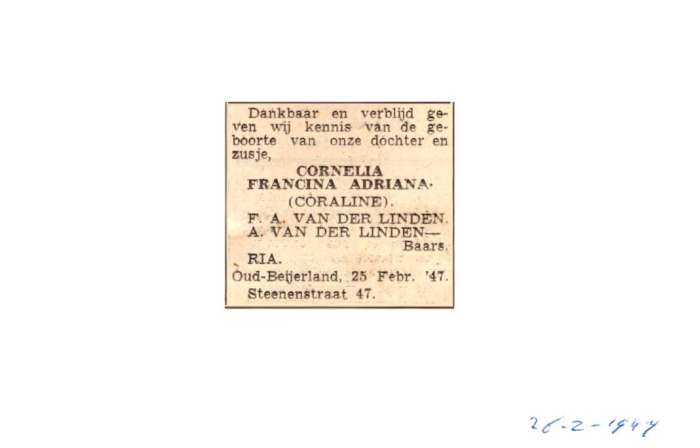 Dankbaar en verblijd ge-
ven wij kennis van de ge-
boorte van onze dochter en
zusje,
CORNELIA
FRANCINA ADRIANA.
(CORALINE).
F. A. VAN DER LINDEN.
A. VAN DER LINDEN—
Baars.
RIA.
Oud-Beijerland, 25 Febr. '47.
Steenenstraat 47.
26-2-1947